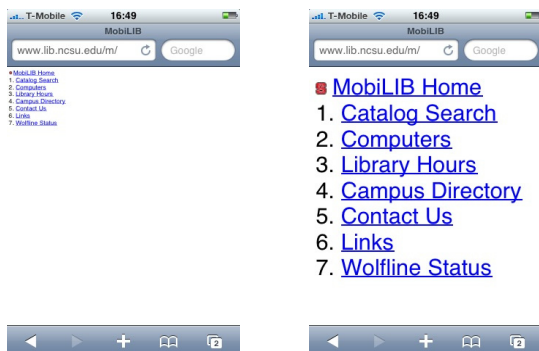 T-Mobile 16:49
MobiLIB
www.lib.ncsu.edu/m/ Google
MobiLIB Home
1. Catalog Search
2. Computers
3. Library Hours
4. Campus Directory
5. Contact Us
6. Links
7. Wolfline Status
2
T-Mobile 16:49
MobiLIB
www.lib.ncsu.edu/m/ Google
S MobiLIB Home
1. Catalog Search
2. Computers
3. Library Hours
4. Campus Directory
5. Contact Us
6. Links
7. Wolfline Status
2